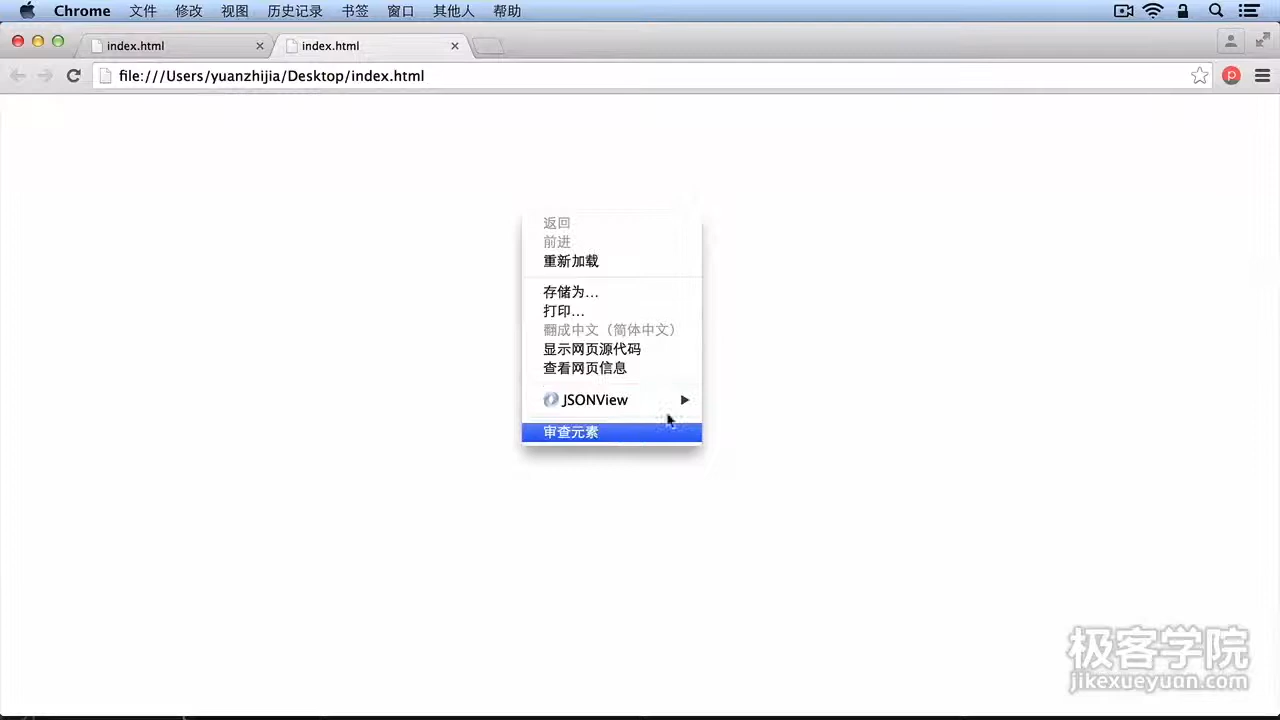 Chrome 文件 修改 视图 历史记录 书签 窗口 其他人 帮助
index.html index.html
file:///Users/yuanzhijia/Desktop/index.html
返回
前进
重新加载
存储为...
打印...
翻成中文（简体中文）
显示网页源代码
查看网页信息
JSONView
审查元素
极客学院
jikexueyuan.com